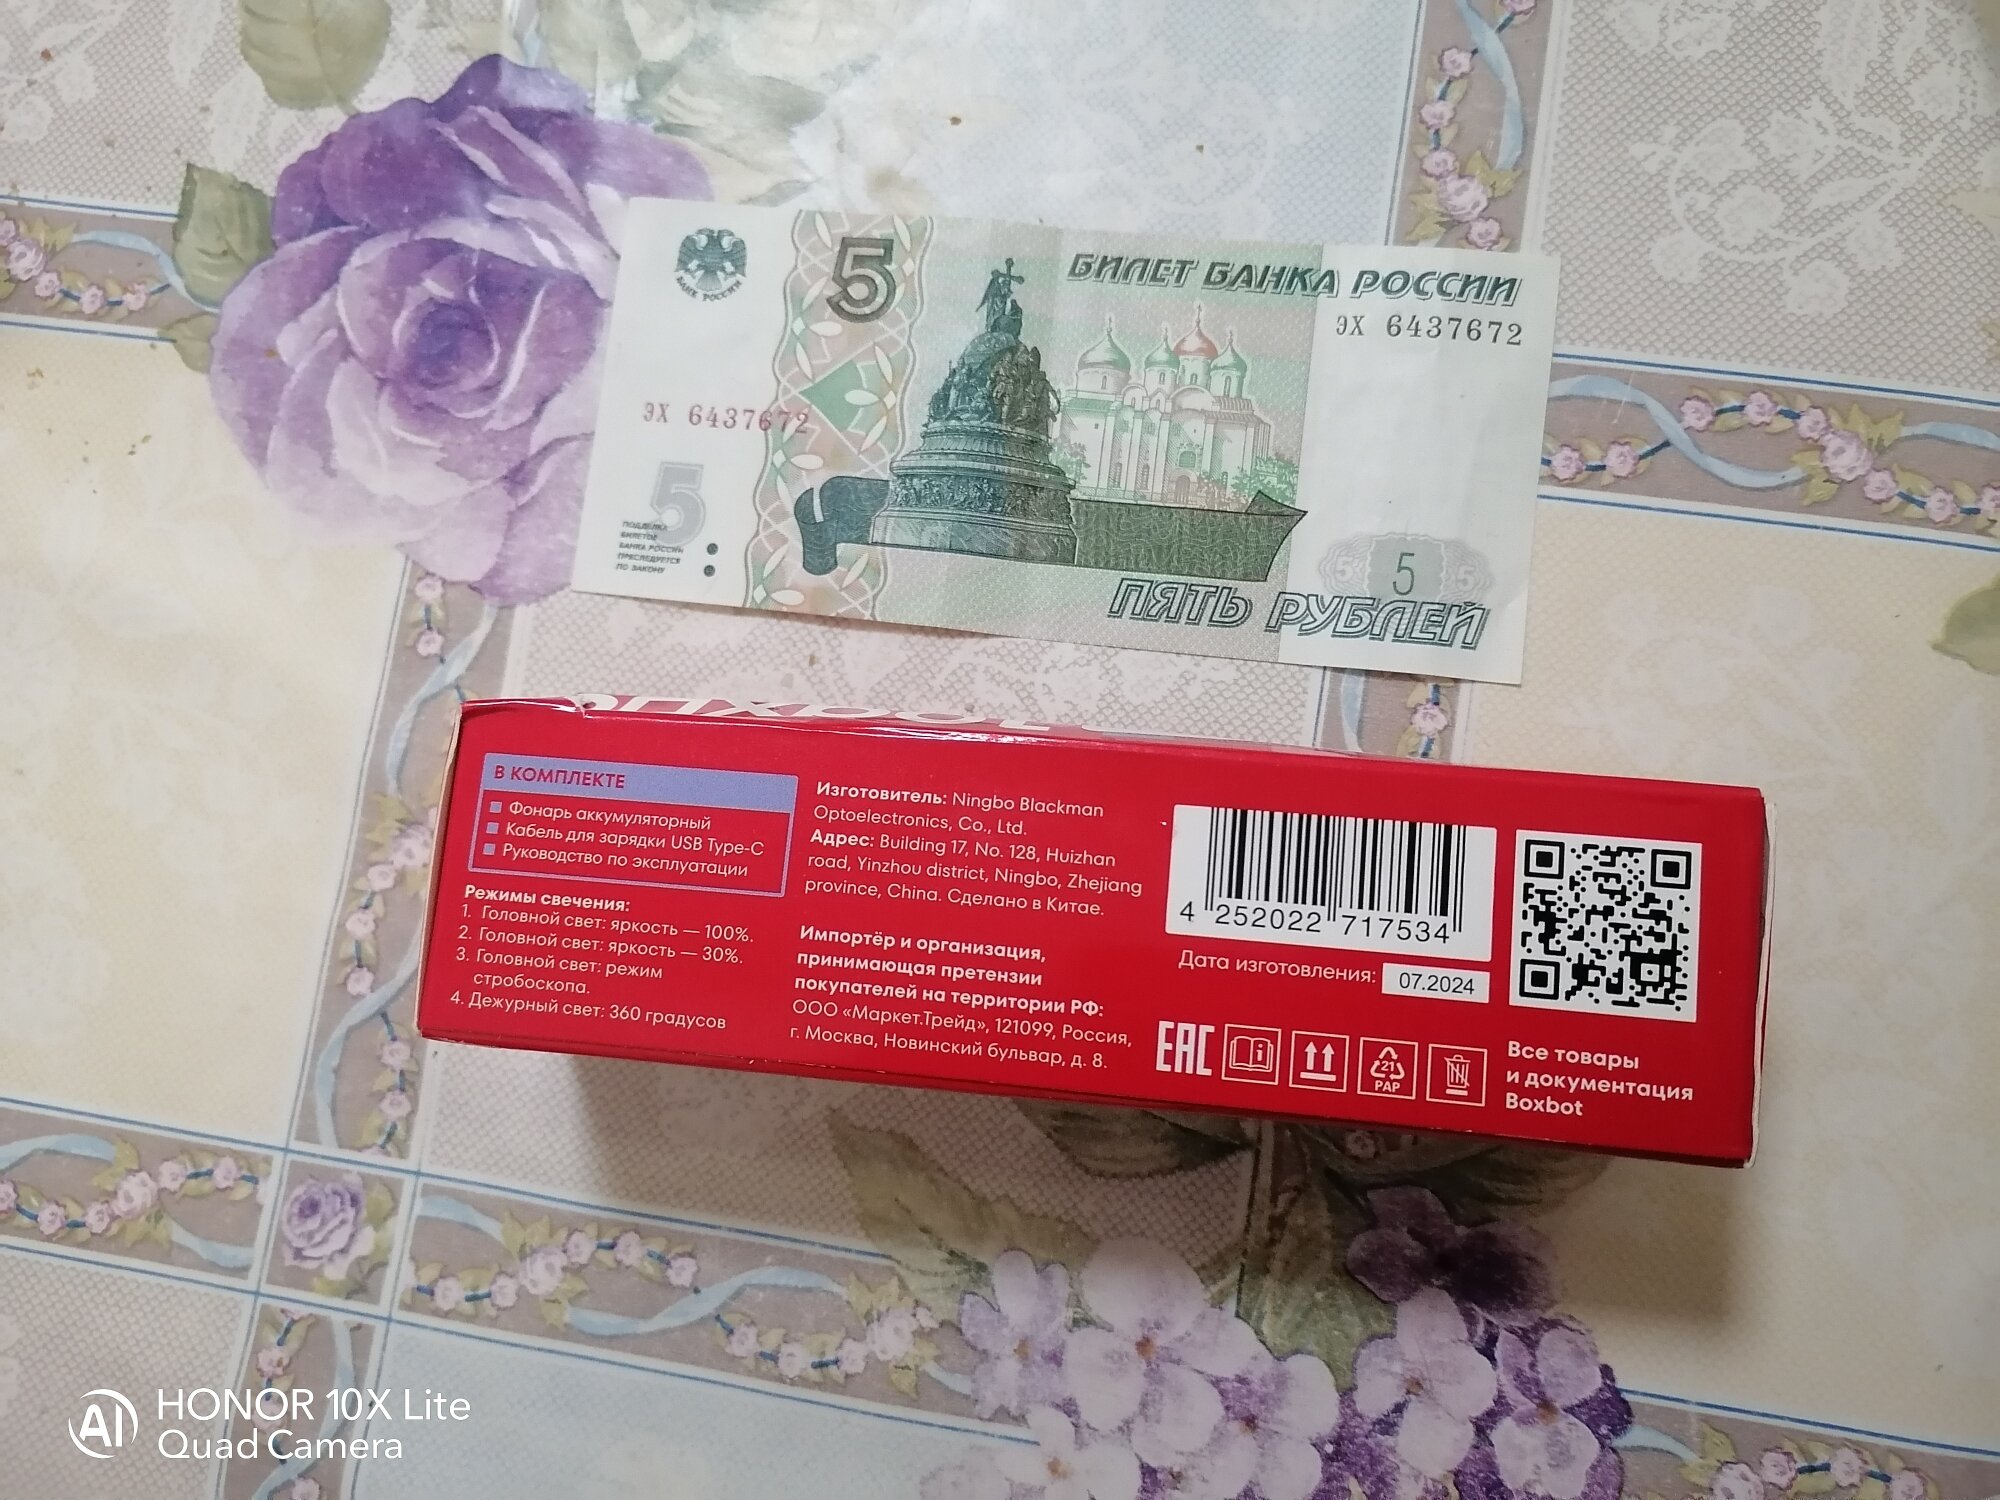 БАНК РОССИИ
5
БИЛЕТ БАНКА РОССИИ
ЭХ 6437672
ЭХ 6437672
5
ПОДДЕЛКА
БИЛЕТОВ
БАНКА РОССИИ
ПРЕСЛЕДУЕТСЯ
ПО ЗАКОНУ
5 5 5
ПЯТЬ РУБЛЕЙ
В КОМПЛЕКТЕ
Фонарь аккумуляторный
Кабель для зарядки USB Type-C
Руководство по эксплуатации
Режимы свечения:
1. Головной свет: яркость — 100%.
2. Головной свет: яркость — 30%.
3. Головной свет: режим
стробоскопа.
4. Дежурный свет: 360 градусов
Изготовитель: Ningbo Blackman
Optoelectronics, Co., Ltd.
Адрес: Building 17, No. 128, Huizhan
road, Yinzhou district, Ningbo, Zhejiang
province, China. Сделано в Китае.
Импортёр и организация,
принимающая претензии
покупателей на территории РФ:
ООО «Маркет.Трейд», 121099, Россия,
г. Москва, Новинский бульвар, д. 8.
4 252022 717534
Дата изготовления: 07.2024
EAC
21
PAP
Все товары
и документация
Boxbot
HONOR 10X Lite
Quad Camera